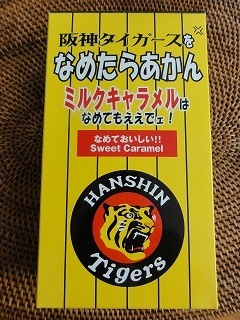 阪神タイガースを
なめたらあかん
ミルクキャラメルは
なめてもええでェ!
なめておいしい!!
Sweet Caramel
HANSHIN
Tigers